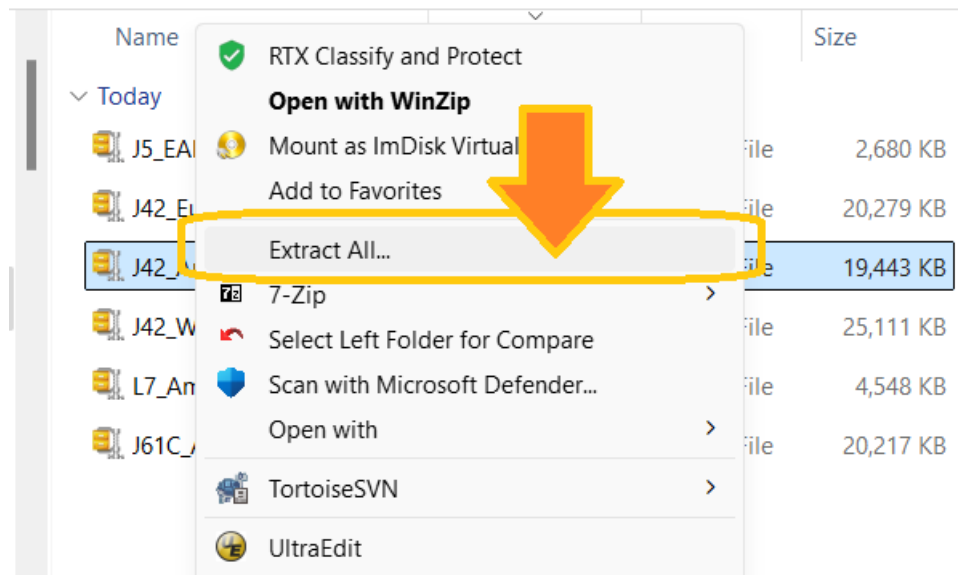 Name
Size
RTX Classify and Protect
Today
Open with WinZip
J5_EA
Mount as ImDisk Virtual
File
2,680 KB
Add to Favorites
J42_Eu
File
20,279 KB
Extract All...
J42_A
File
19,443 KB
7-Zip
J42_W
Select Left Folder for Compare
File
25,111 KB
L7_Am
Scan with Microsoft Defender...
File
4,548 KB
Open with
J61C_A
File
20,217 KB
TortoiseSVN
UltraEdit